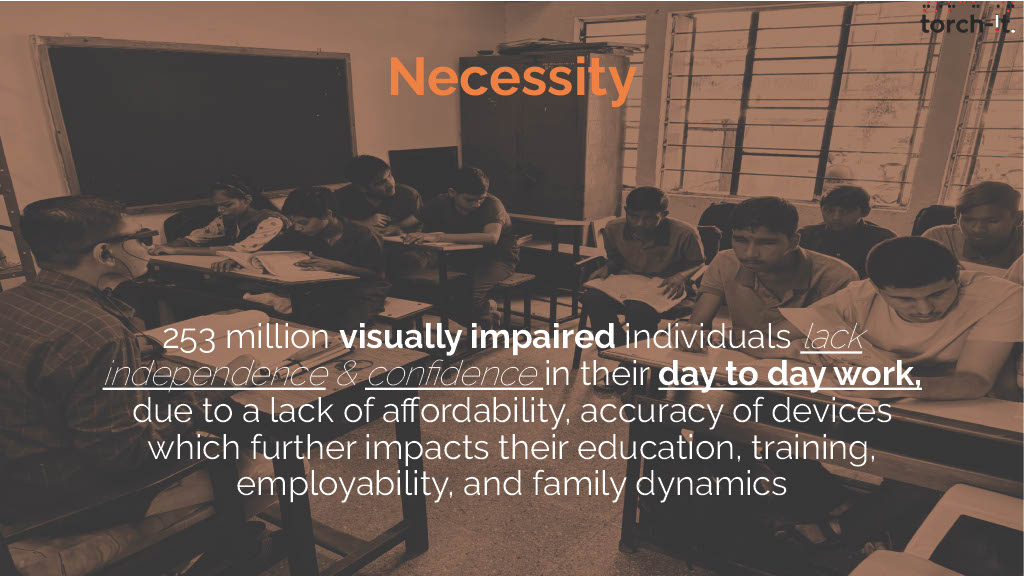 torch-it.
Necessity
253 million visually impaired individuals lack
independence & confidence in their day to day work,
due to a lack of affordability, accuracy of devices
which further impacts their education, training,
employability, and family dynamics